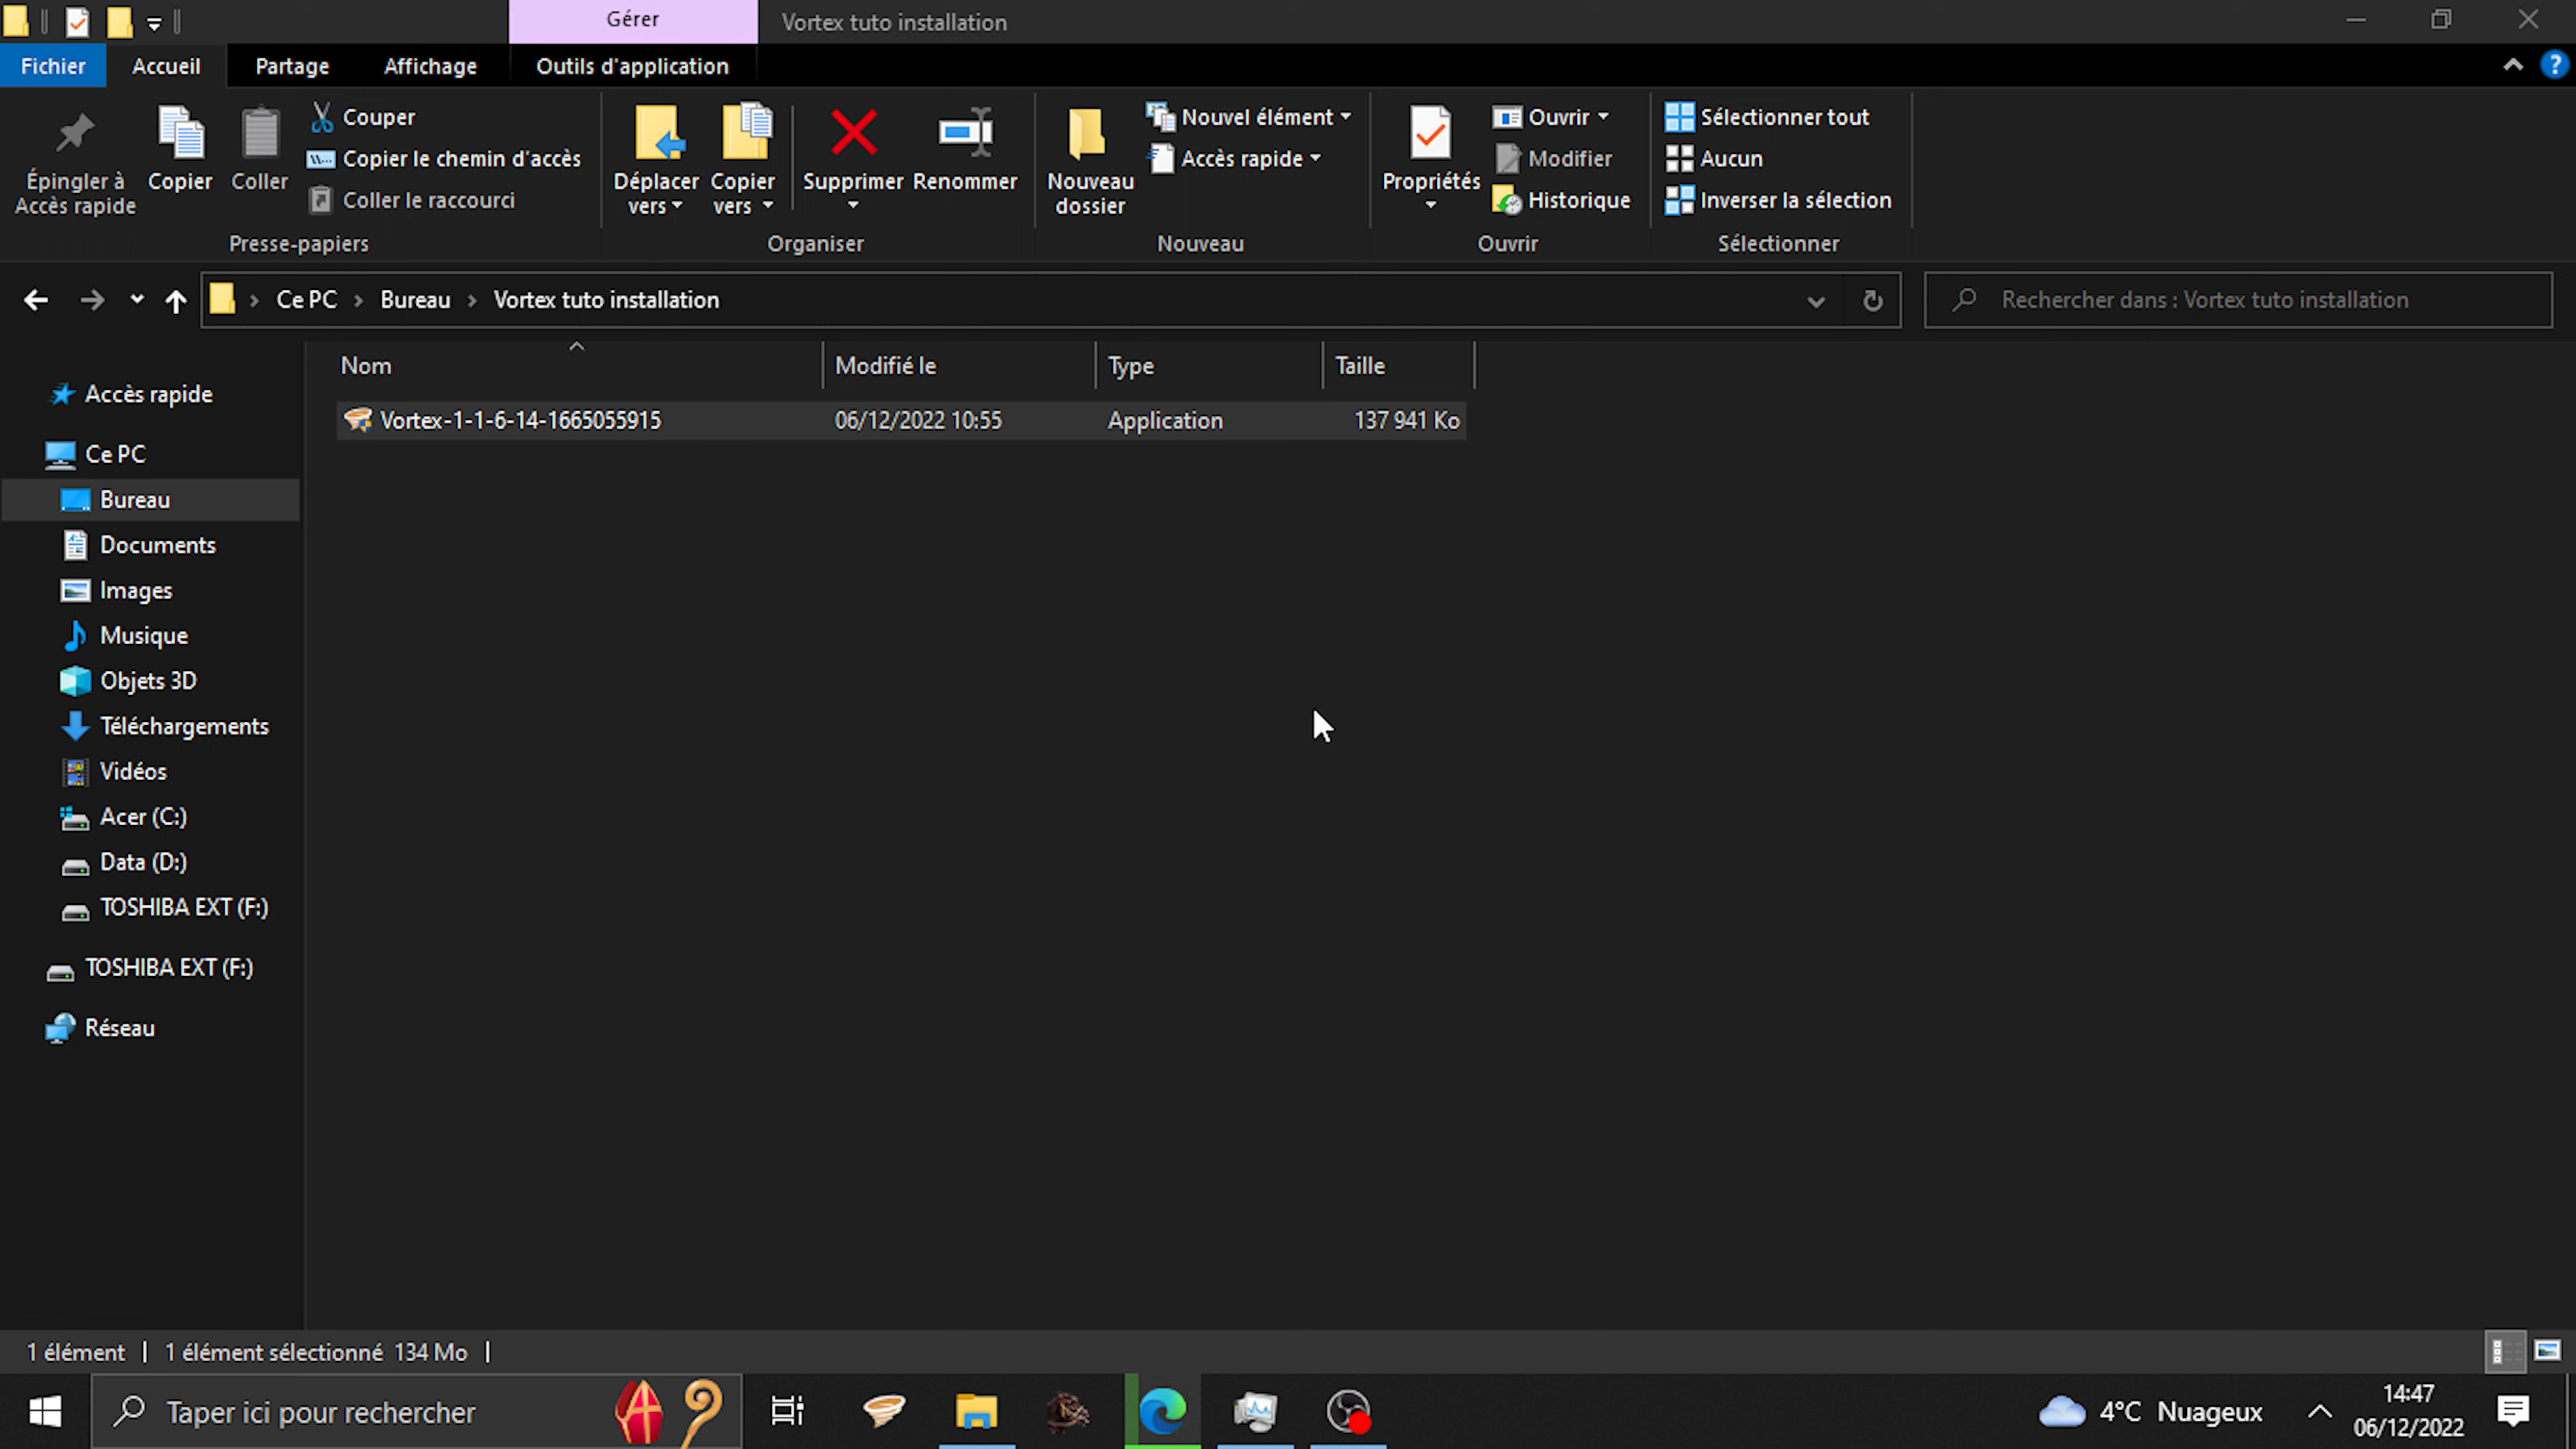 Gérer
Vortex tuto installation
Fichier
Accueil
Partage
Affichage
Outils d'application
Épingler à
Accès rapide
Copier
Coller
Couper
Copier le chemin d'accès
Coller le raccourci
Presse-papiers
Déplacer
vers
Copier
vers
Supprimer
Renommer
Organiser
Nouveau
dossier
Nouvel élément
Accès rapide
Nouveau
Propriétés
Ouvrir
Modifier
Historique
Ouvrir
Sélectionner tout
Aucun
Inverser la sélection
Sélectionner
Ce PC > Bureau > Vortex tuto installation
Rechercher dans : Vortex tuto installation
Nom
Modifié le
Type
Taille
Vortex-1-1-6-14-1665055915
06/12/2022 10:55
Application
137 941 Ko
Accès rapide
Ce PC
Bureau
Documents
Images
Musique
Objets 3D
Téléchargements
Vidéos
Acer (C:)
Data (D:)
TOSHIBA EXT (F:)
TOSHIBA EXT (F:)
Réseau
1 élément
1 élément sélectionné 134 Mo
Taper ici pour rechercher
4°C Nuageux
14:47
06/12/2022